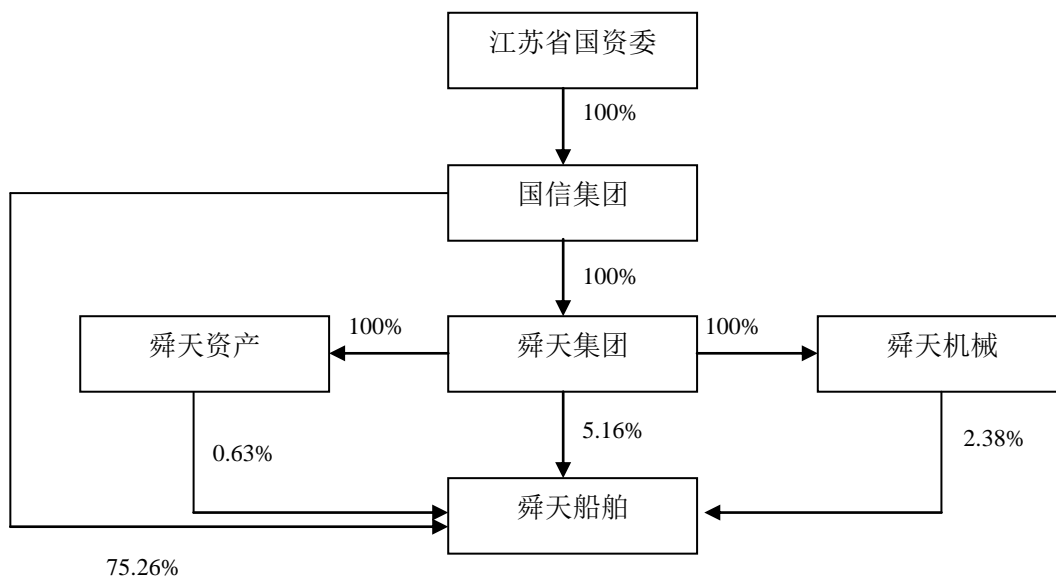 江苏省国资委
100%
国信集团
100%
舜天资产
100%
舜天集团
100%
舜天机械
0.63%
5.16%
2.38%
舜天船舶
75.26%